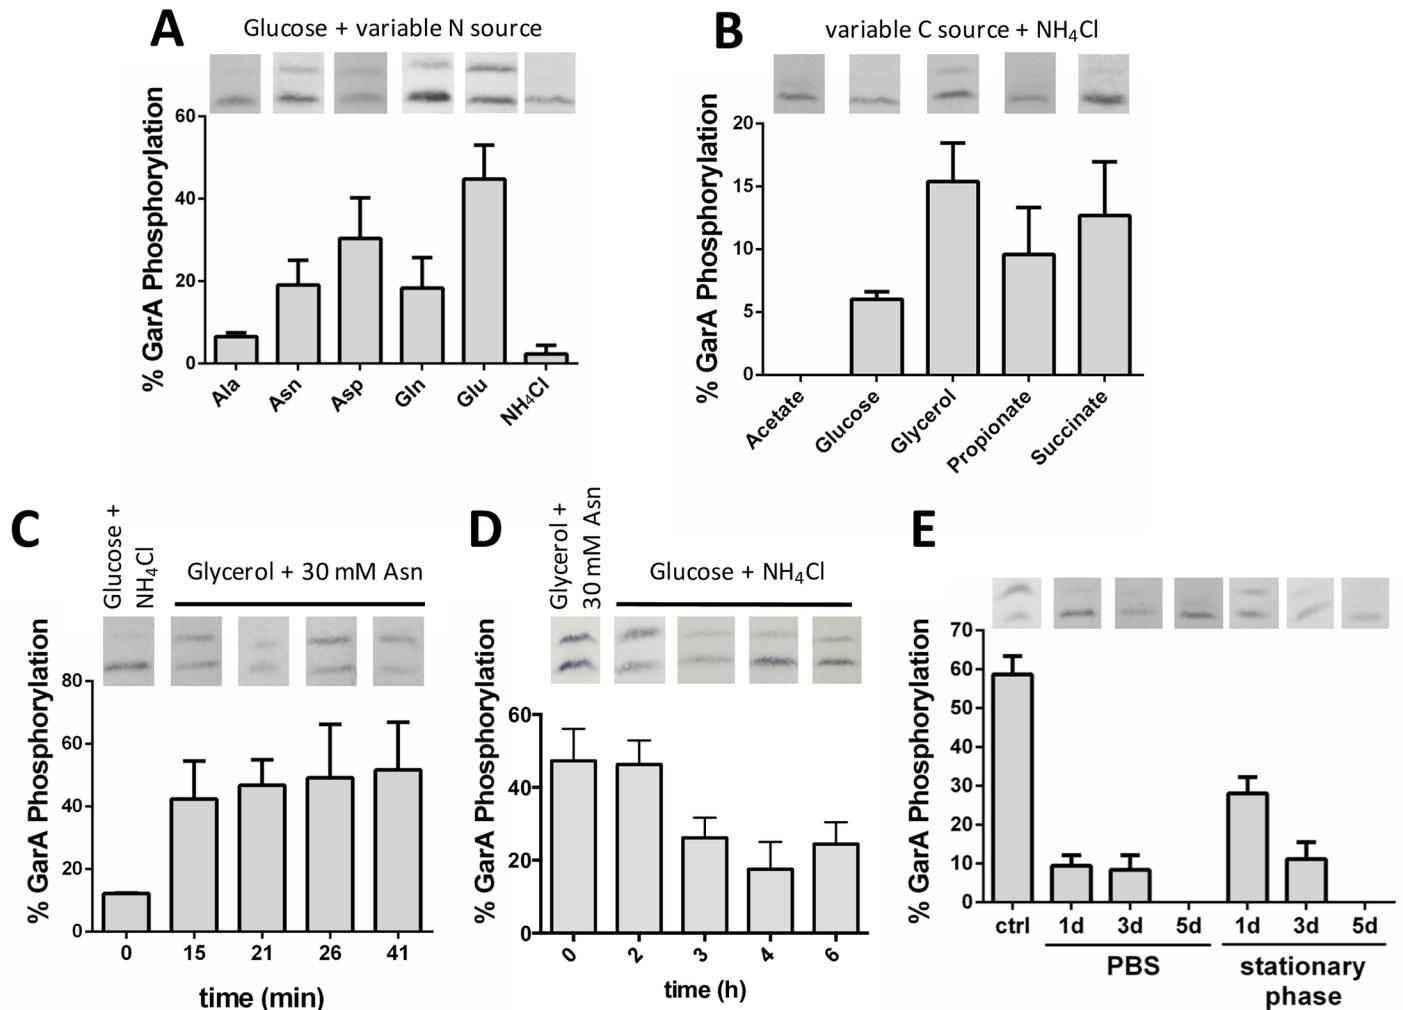 A
Glucose + variable N source
% GarA Phosphorylation
60
40
20
0
Ala
Asn
Asp
Gln
Glu
NH₄Cl
B
variable C source + NH₄Cl
% GarA Phosphorylation
20
15
10
5
0
Acetate
Glucose
Glycerol
Propionate
Succinate
C
Glucose +
NH₄Cl
Glycerol + 30 mM Asn
% GarA Phosphorylation
80
60
40
20
0
0 15 21 26 41
time (min)
D
Glycerol +
30 mM Asn
Glucose + NH₄Cl
% GarA Phosphorylation
60
40
20
0
0 2 3 4 6
time (h)
E
% GarA Phosphorylation
70
60
50
40
30
20
10
0
ctrl 1d 3d 5d 1d 3d 5d
PBS
stationary
phase